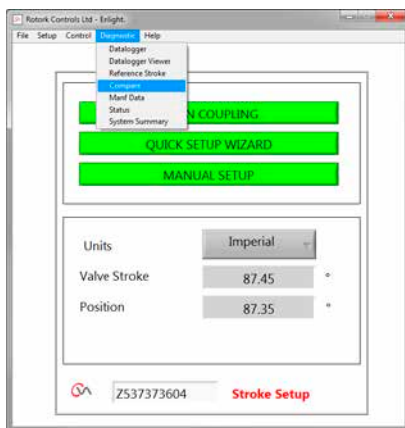 Rotork Controls Ltd - Enlight.
File Setup Control Diagnostic Help
Datalogger
Datalogger Viewer
Reference Stroke
Compare
Manf Data
Status
System Summary
N COUPLING
QUICK SETUP WIZARD
MANUAL SETUP
Units Imperial
Valve Stroke 87.45 °
Position 87.35 °
Z537373604 Stroke Setup